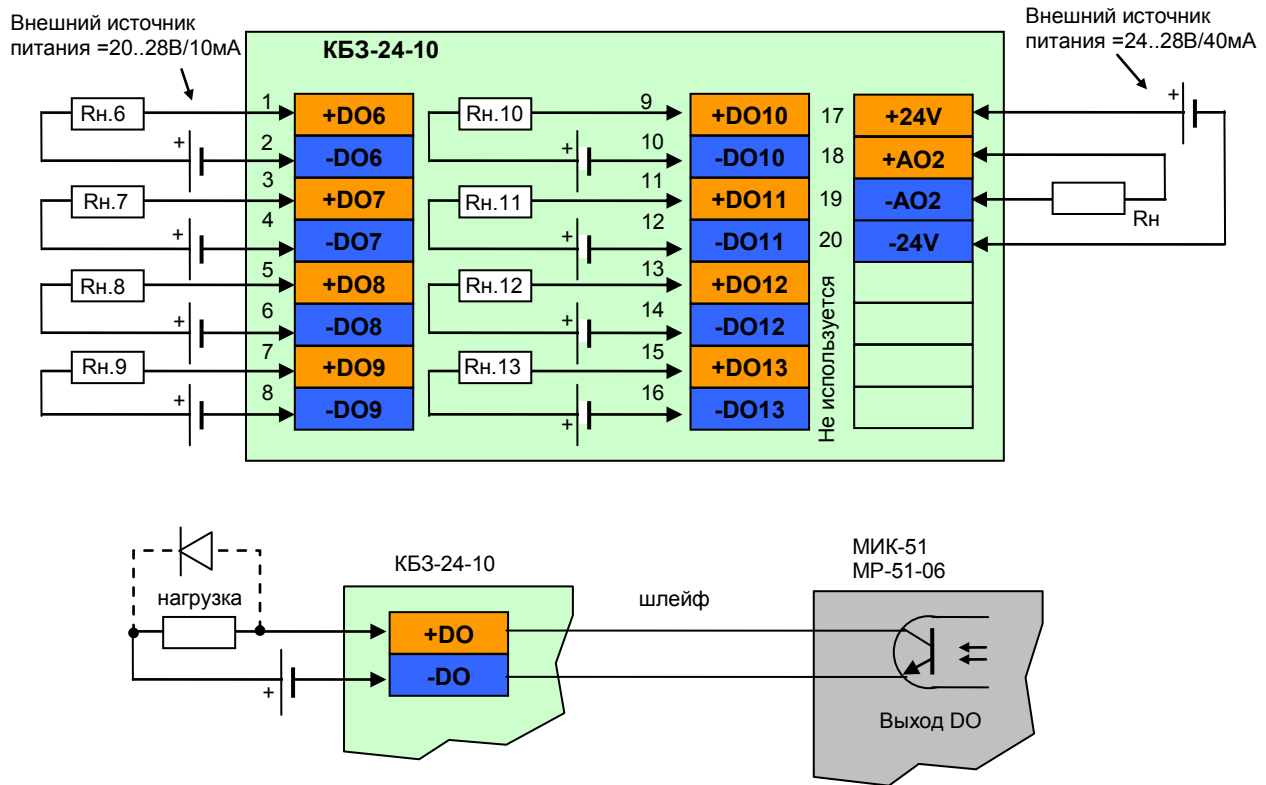 Внешний источник
питания =20..28В/10мА
Внешний источник
питания =24..28В/40мА
КБЗ-24-10
Rн.6
+
1
+DO6
2
-DO6
Rн.7
+
3
+DO7
4
-DO7
Rн.8
+
5
+DO8
6
-DO8
Rн.9
+
7
+DO9
8
-DO9
Rн.10
+
9
+DO10
10
-DO10
Rн.11
+
11
+DO11
12
-DO11
Rн.12
+
13
+DO12
14
-DO12
Rн.13
+
15
+DO13
16
-DO13
17
+24V
18
+AO2
19
-AO2
20
-24V
+
Rн
Не используется
нагрузка
+
КБЗ-24-10
+DO
-DO
шлейф
МИК-51
МР-51-06
Выход DO